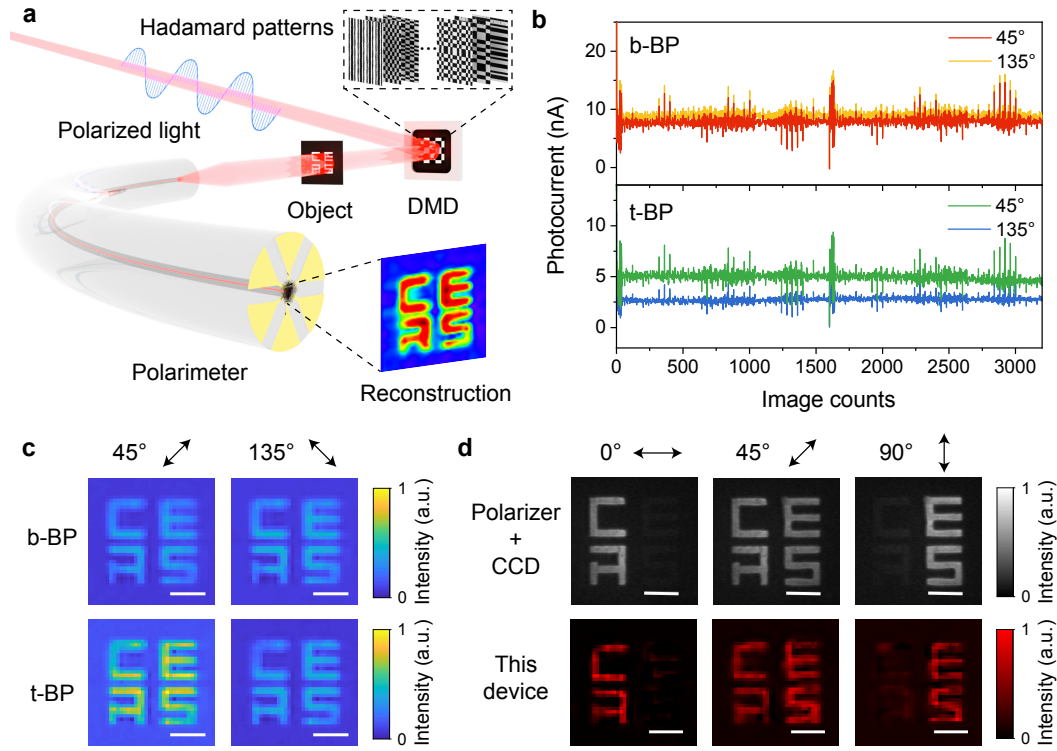 a
Hadamard patterns
Polarized light
Object
DMD
Polarimeter
Reconstruction
C E
A S
b
b-BP
45°
135°
20
10
0
Photocurrent (nA)
t-BP
45°
135°
10
5
0
0 500 1000 1500 2000 2500 3000
Image counts
c
45° 135°
b-BP
C E
A S
C E
A S
1
0
Intensity (a.u.)
t-BP
C E
A S
C E
A S
1
0
Intensity (a.u.)
d
0° 45° 90°
Polarizer
+
CCD
C
A
C E
A S
E
S
1
0
Intensity (a.u.)
This
device
C
A
C E
A S
E
S
1
0
Intensity (a.u.)